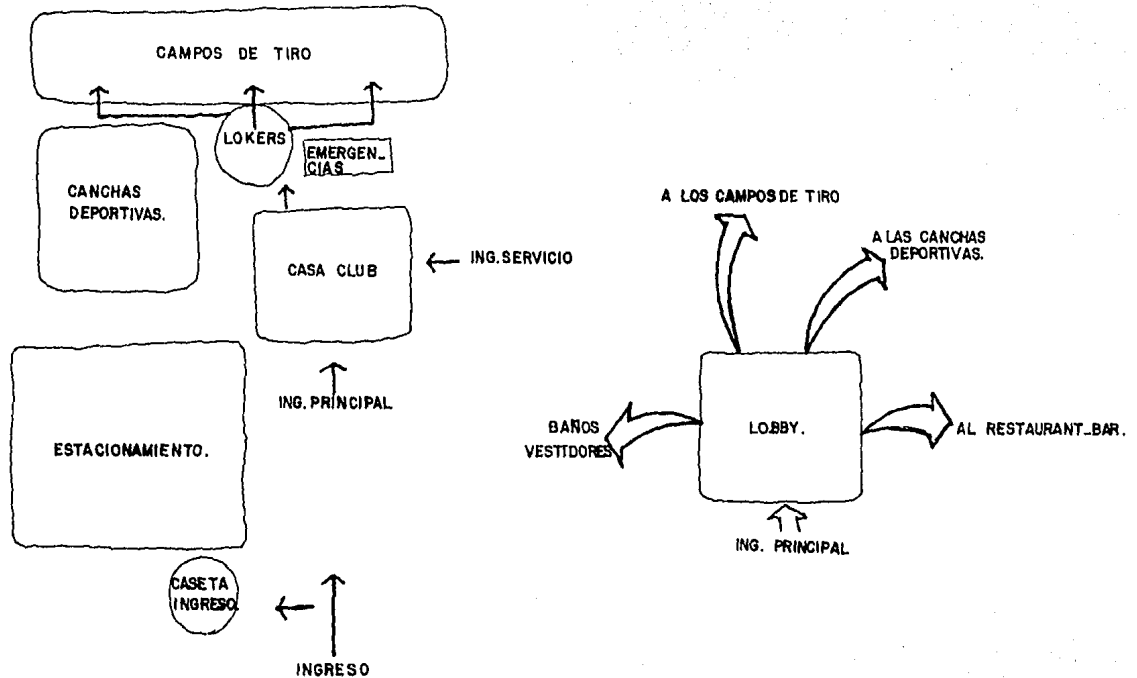 CAMPOS DE TIRO
LOKERS
EMERGEN_
CIAS
CANCHAS
DEPORTIVAS.
CASA CLUB
ING. SERVICIO
ING. PRINCIPAL
ESTACIONAMIENTO.
CASETA
INGRESO.
INGRESO
A LOS CAMPOS DE TIRO
A LAS CANCHAS
DEPORTIVAS.
BAÑOS
VESTIDORES
LOBBY.
AL RESTAURANT_BAR.
ING. PRINCIPAL